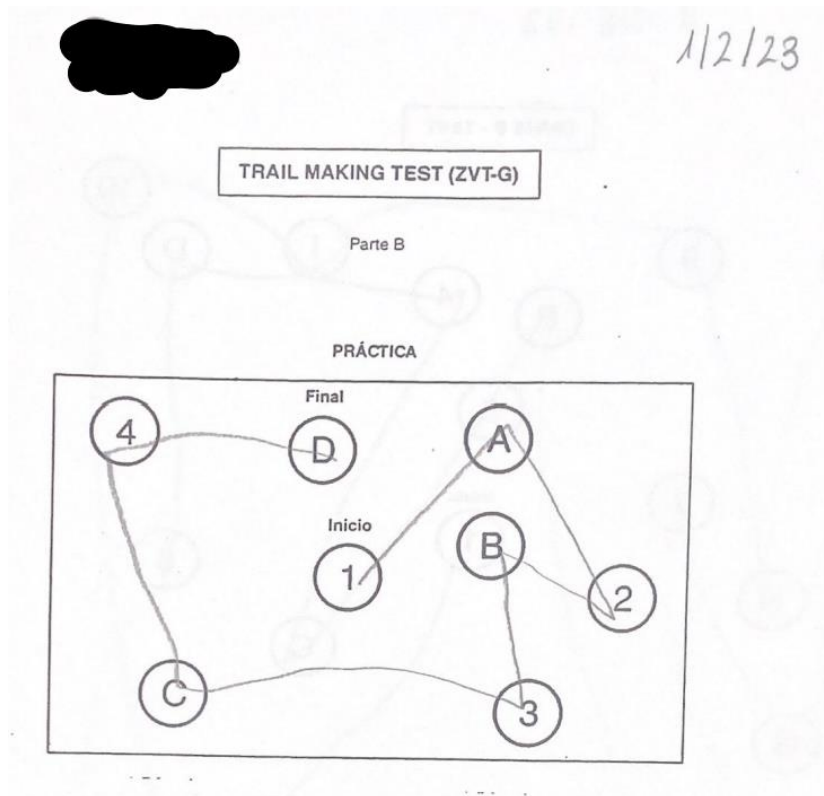 1/2/23
TRAIL MAKING TEST (ZVT-G)
Parte B
PRÁCTICA
Final
4
D
A
Inicio
B
1
2
C
3